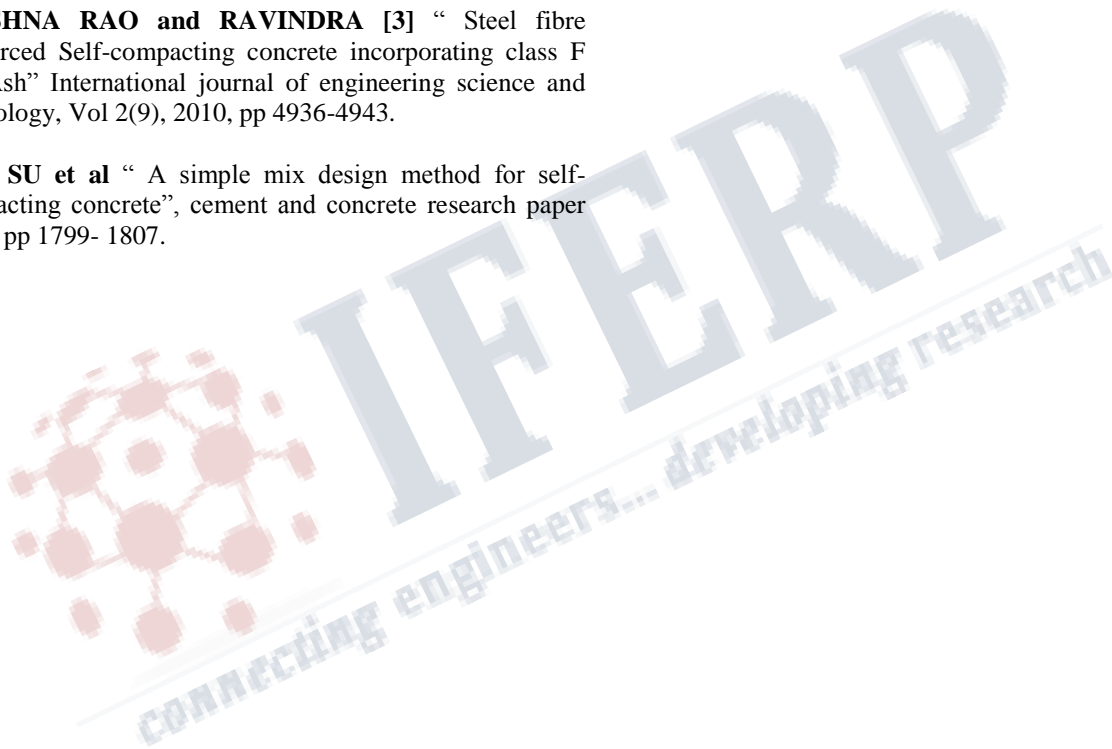 SHNA RAO and RAVINDRA [3] “ Steel fibre
rced Self-compacting concrete incorporating class F
sh” International journal of engineering science and
ology, Vol 2(9), 2010, pp 4936-4943.
SU et al “ A simple mix design method for self-
acting concrete”, cement and concrete research paper
pp 1799- 1807.
IFERP
connecting engineers... developing research